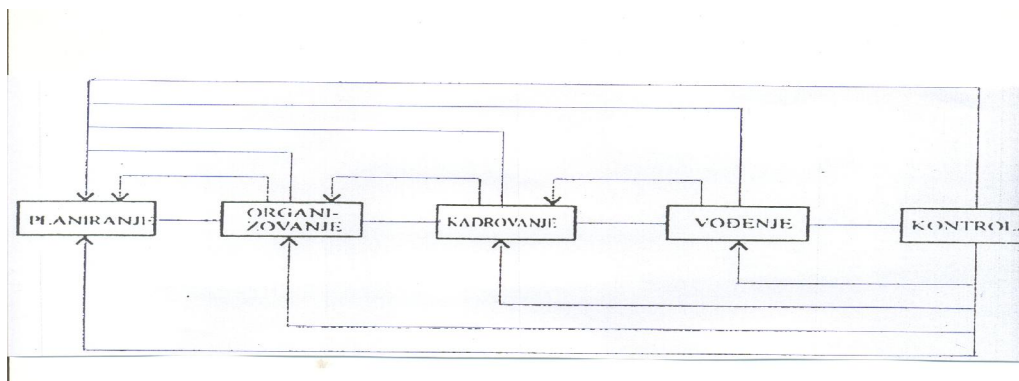 PLANIRANJE
ORGANI-
ZOVANJE
KADROVANJE
VOĐENJE
KONTROL